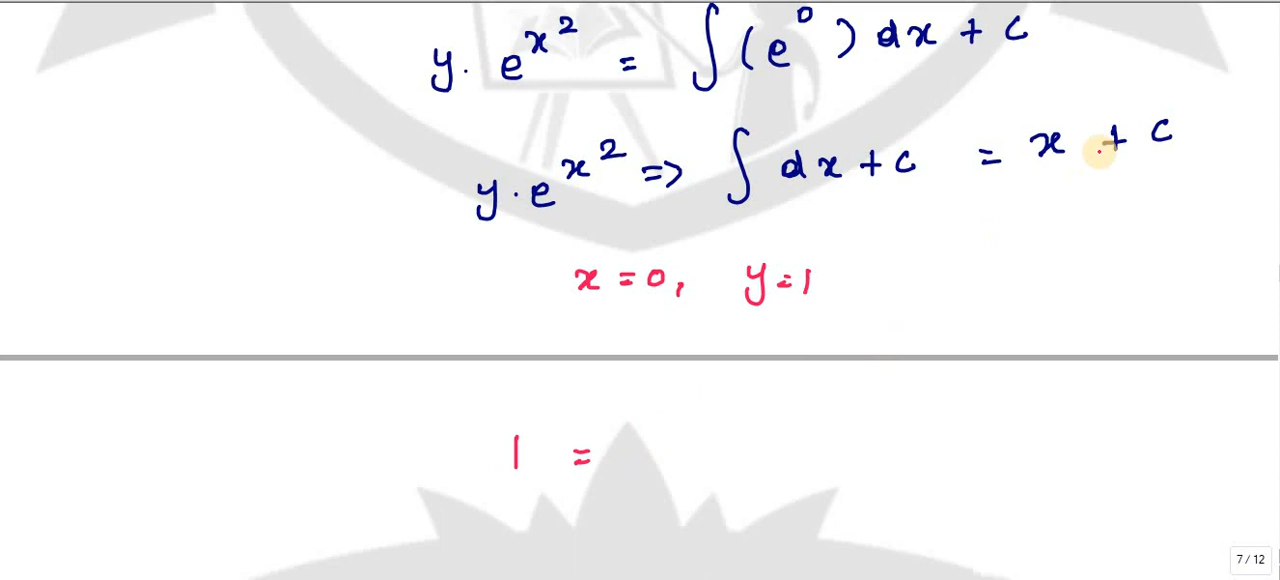 y. e^{x^2} = ∫(e^0) dx + c
y. e^{x^2} => ∫ dx + c = x + c
x = 0, y = 1
1 =
7 / 12